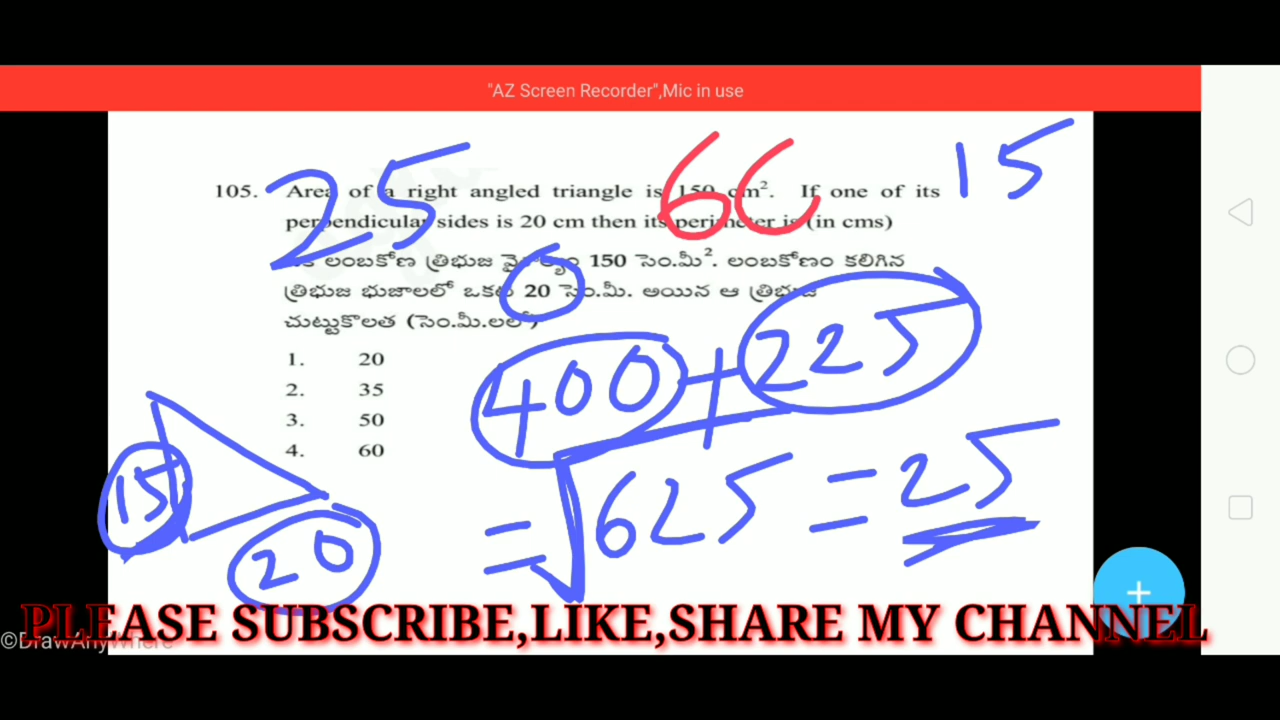 "AZ Screen Recorder",Mic in use
25
60
15
105. Area of a right angled triangle is 150 cm². If one of its
perpendicular sides is 20 cm then its perimeter is (in cms)
లంబకోణ త్రిభుజ వైశాల్యం 150 సెం.మీ². లంబకోణం కలిగిన
త్రిభుజ భుజాలలో ఒకటి 20 సెం.మీ. అయిన ఆ త్రిభుజ
చుట్టుకొలత (సెం.మీ.లలో)
1. 20
2. 35
3. 50
4. 60
400 + 225
= √625 = 25
15
20
PLEASE SUBSCRIBE,LIKE,SHARE MY CHANNEL
©DrawAnyWhere
+